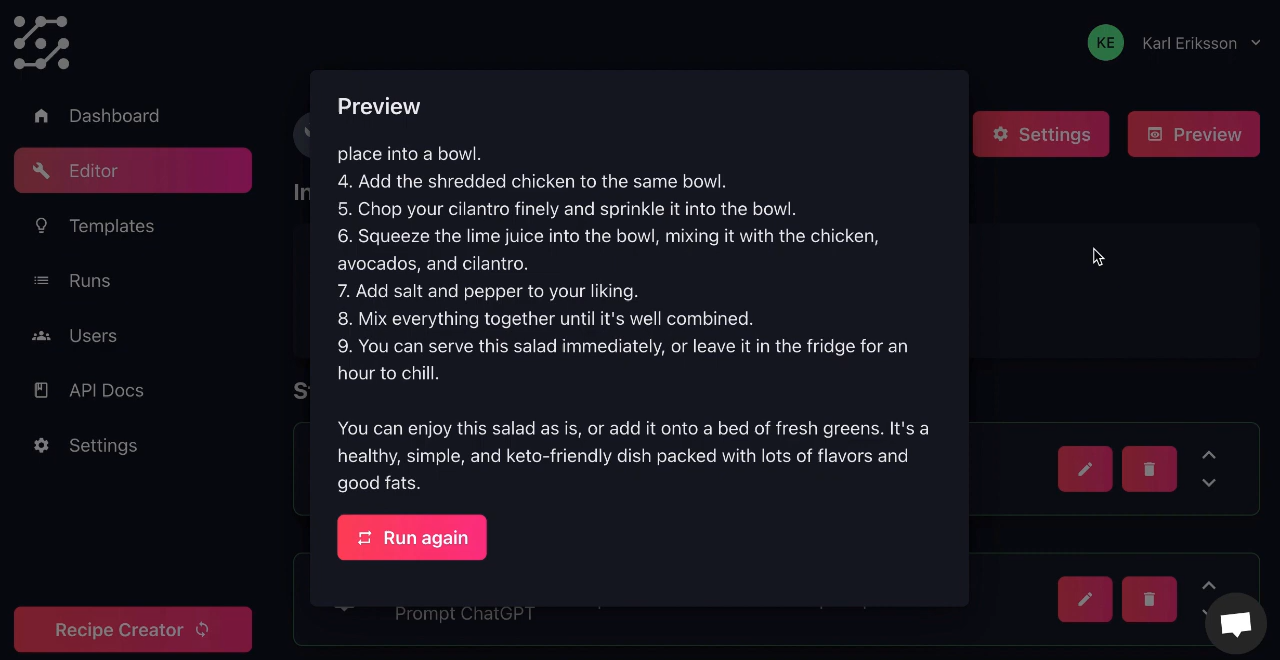 KE
Karl Eriksson
Dashboard
Editor
Templates
Runs
Users
API Docs
Settings
Recipe Creator
Settings
Preview
Preview
place into a bowl.
4. Add the shredded chicken to the same bowl.
5. Chop your cilantro finely and sprinkle it into the bowl.
6. Squeeze the lime juice into the bowl, mixing it with the chicken,
avocados, and cilantro.
7. Add salt and pepper to your liking.
8. Mix everything together until it's well combined.
9. You can serve this salad immediately, or leave it in the fridge for an
hour to chill.
You can enjoy this salad as is, or add it onto a bed of fresh greens. It's a
healthy, simple, and keto-friendly dish packed with lots of flavors and
good fats.
Run again
Prompt ChatGPT